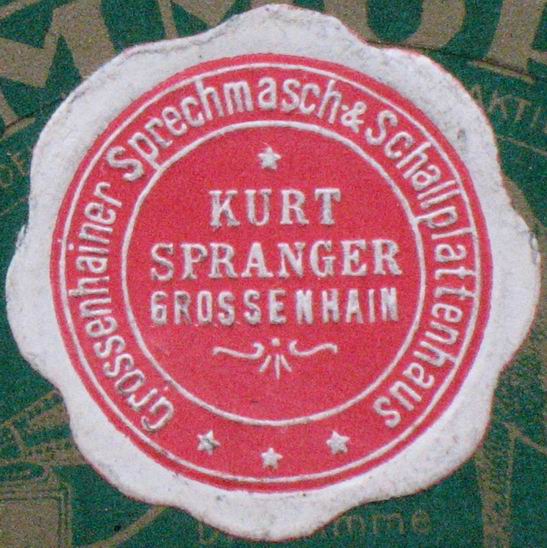 Grossenhainer Sprechmasch.& Schallplattenhaus
KURT
SPRANGER
GROSSENHAIN